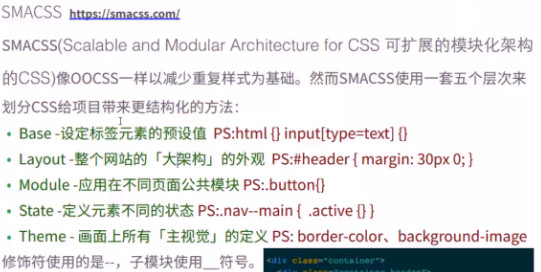 SMACSS https://smacss.com/
SMACSS(Scalable and Modular Architecture for CSS 可扩展的模块化架构
的CSS)像OOCSS一样以减少重复样式为基础。然而SMACSS使用一套五个层次来
划分CSS给项目带来更结构化的方法：
• Base -设定标签元素的预设值 PS:html {} input[type=text] {}
• Layout -整个网站的「大架构」的外观 PS:#header { margin: 30px 0; }
• Module -应用在不同页面公共模块 PS:.button{}
• State -定义元素不同的状态 PS:.nav--main { .active {} }
• Theme - 画面上所有「主视觉」的定义 PS: border-color、background-image
修饰符使用的是--，子模块使用__符号。
<div class="container">